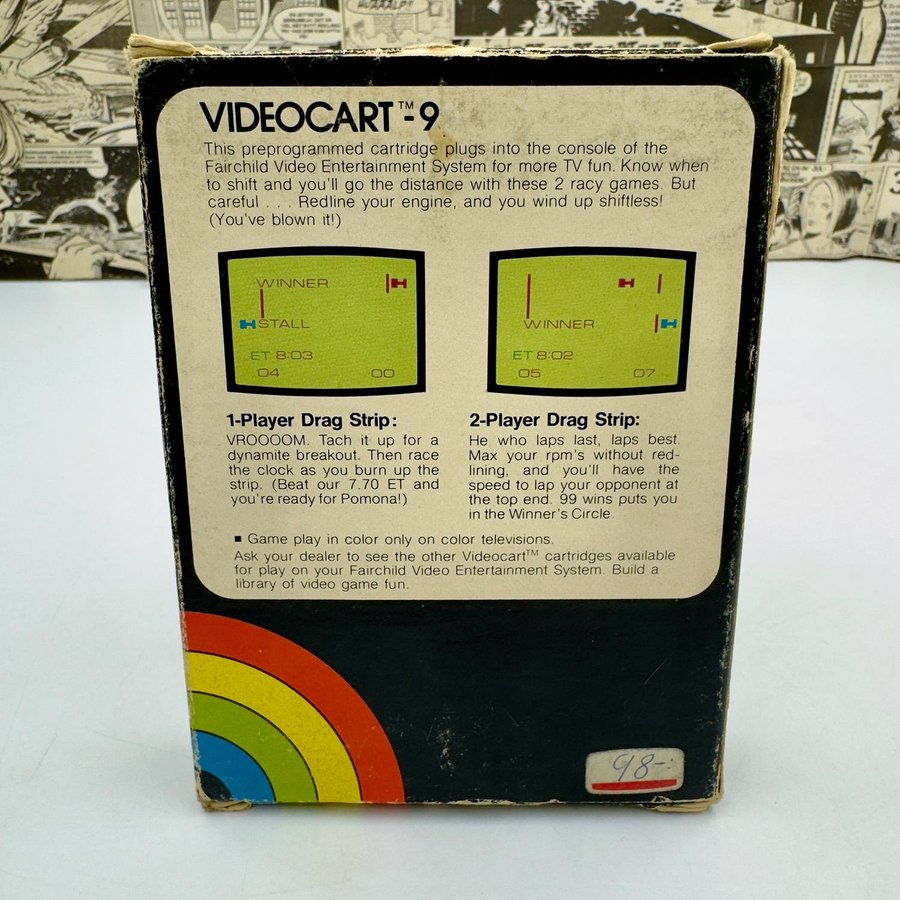 VIDEOCART™-9
This preprogrammed cartridge plugs into the console of the
Fairchild Video Entertainment System for more TV fun. Know when
to shift and you'll go the distance with these 2 racy games. But
careful . . . Redline your engine, and you wind up shiftless!
(You've blown it!)
WINNER
STALL
ET 8:03
04 00
WINNER
ET 8:02
05 07
1-Player Drag Strip:
VROOOOM. Tach it up for a
dynamite breakout. Then race
the clock as you burn up the
strip. (Beat our 7.70 ET and
you're ready for Pomona!)
2-Player Drag Strip:
He who laps last, laps best.
Max your rpm's without red-
lining, and you'll have the
speed to lap your opponent at
the top end. 99 wins puts you
in the Winner's Circle.
■ Game play in color only on color televisions.
Ask your dealer to see the other Videocart™ cartridges available
for play on your Fairchild Video Entertainment System. Build a
library of video game fun.
98-: